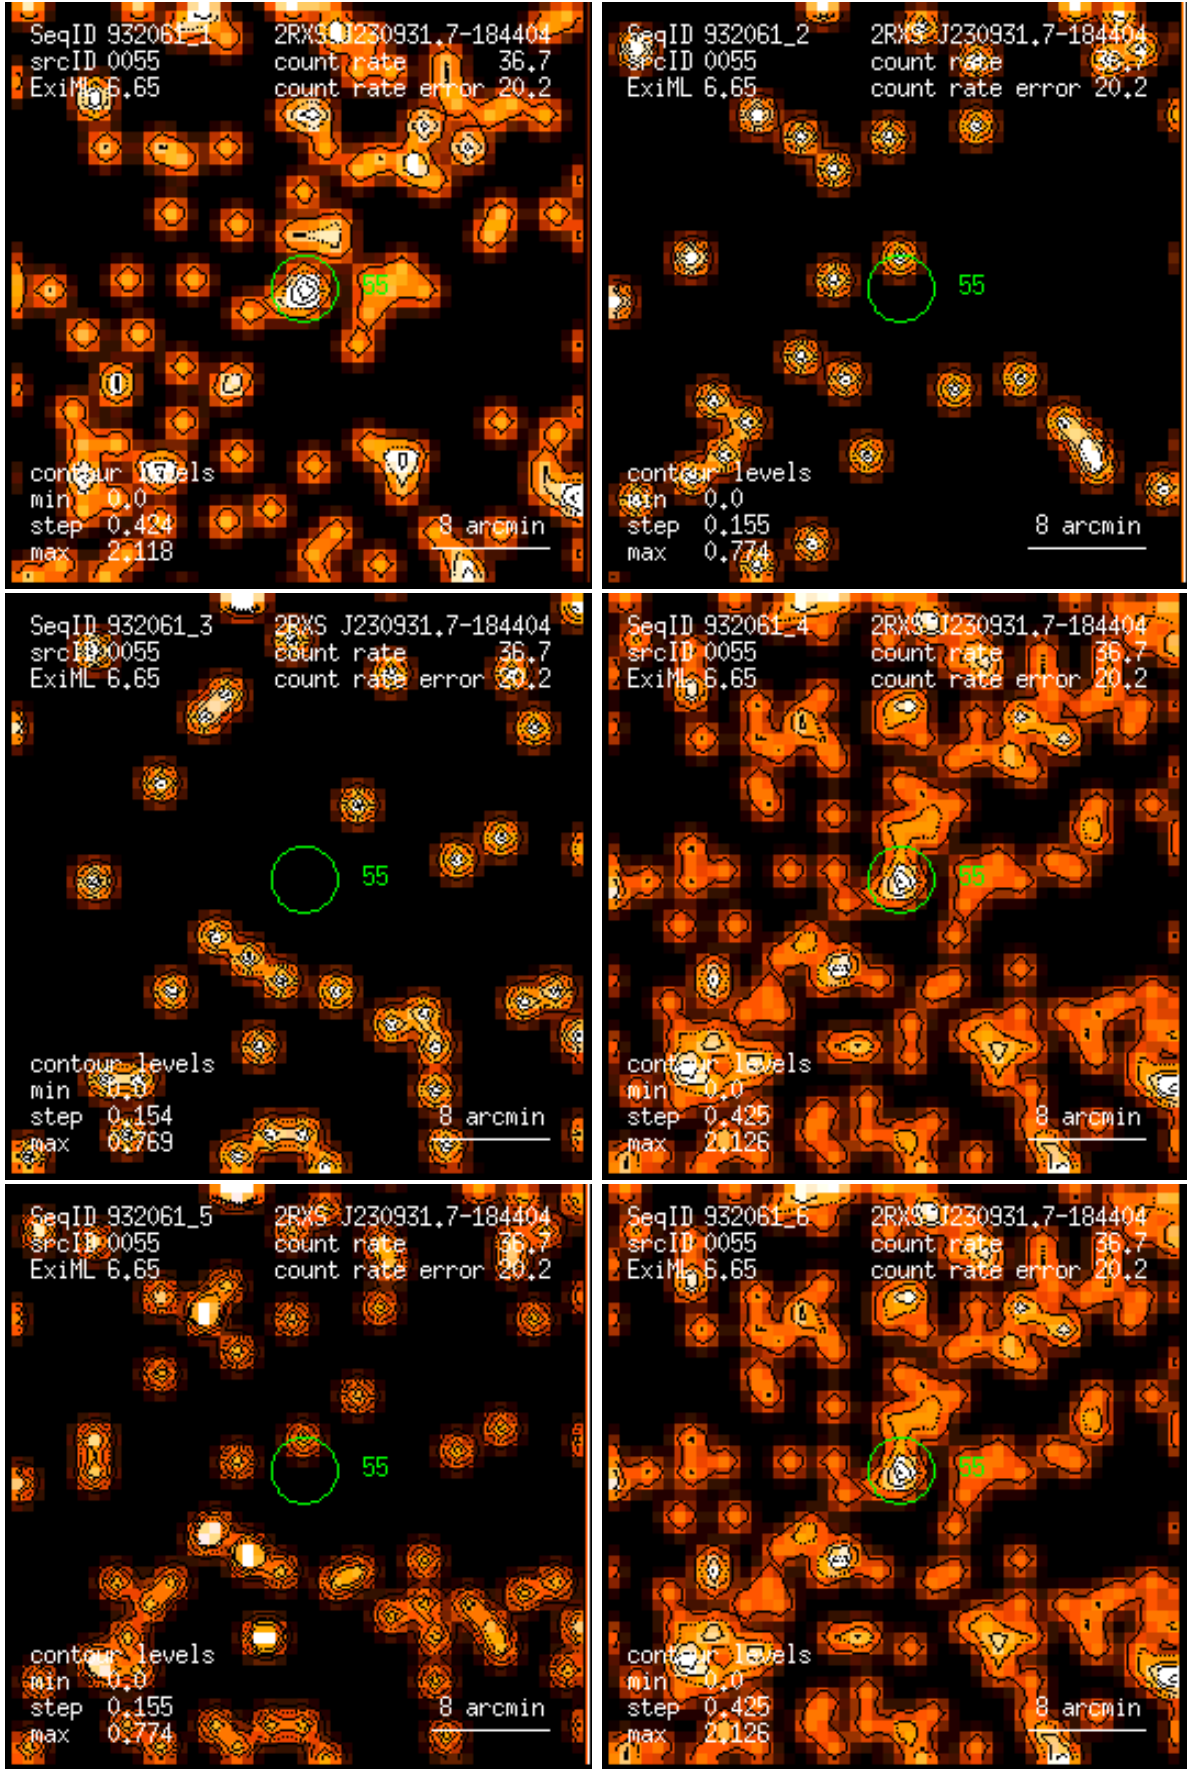 SeqID 932061_1 2RXS J230931.7-184404
srcID 0055 count rate 36.7
ExiML 6.65 count rate error 20.2
55
contour levels
min 0.0
step 0.424 8 arcmin
max 2.118
SeqID 932061_2 2RXS J230931.7-184404
srcID 0055 count rate 36.7
ExiML 6.65 count rate error 20.2
55
contour levels
min 0.0
step 0.155 8 arcmin
max 0.774
SeqID 932061_3 2RXS J230931.7-184404
srcID 0055 count rate 36.7
ExiML 6.65 count rate error 20.2
55
contour levels
min 0.0
step 0.154 8 arcmin
max 0.769
SeqID 932061_4 2RXS J230931.7-184404
srcID 0055 count rate 36.7
ExiML 6.65 count rate error 20.2
55
contour levels
min 0.0
step 0.425 8 arcmin
max 2.126
SeqID 932061_5 2RXS J230931.7-184404
srcID 0055 count rate 36.7
ExiML 6.65 count rate error 20.2
55
contour levels
min 0.0
step 0.155 8 arcmin
max 0.774
SeqID 932061_6 2RXS J230931.7-184404
srcID 0055 count rate 36.7
ExiML 6.65 count rate error 20.2
55
contour levels
min 0.0
step 0.425 8 arcmin
max 2.126